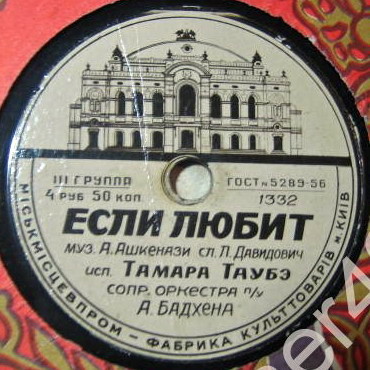 III ГРУППА
4 РУБ 50 КОП.
ГОСТ № 5289-56
1332
ЕСЛИ ЛЮБИТ
МУЗ. А. АШКЕНАЗИ СЛ. Л. ДАВИДОВИЧ
ИСП. ТАМАРА ТАУБЭ
СОПР. ОРКЕСТРА П/У
А. БАДХЕНА
МІСЬКМІСЦЕВПРОМ – ФАБРИКА КУЛЬТТОВАРІВ М. КИЇВ